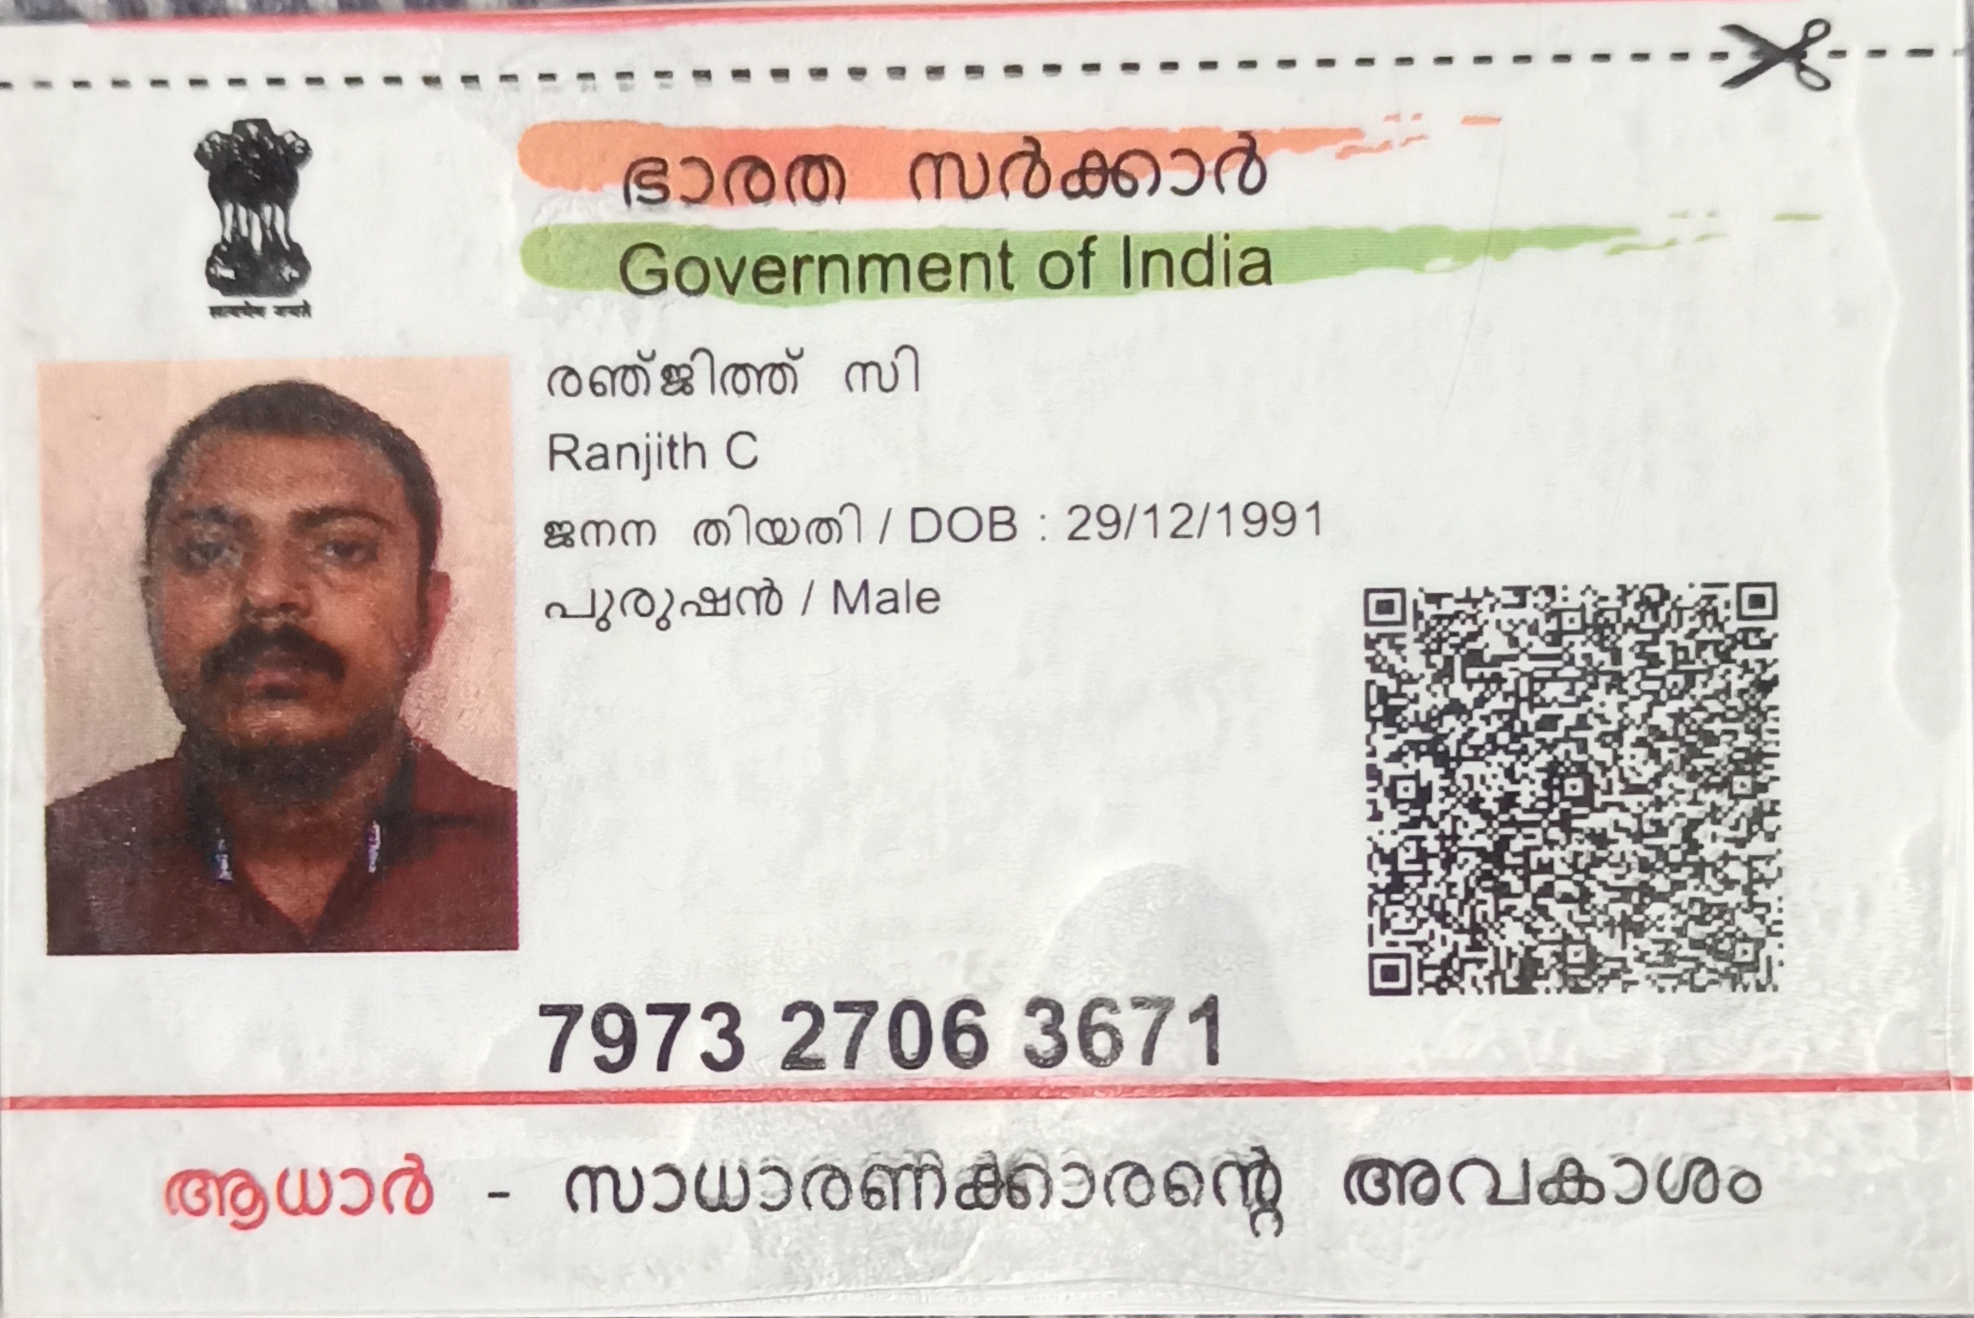 ഭാരത സർക്കാർ
Government of India
सत्यमेव जयते
രഞ്ജിത്ത് സി
Ranjith C
ജനന തിയതി / DOB : 29/12/1991
പുരുഷൻ / Male
7973 2706 3671
ആധാർ - സാധാരണക്കാരന്റെ അവകാശം